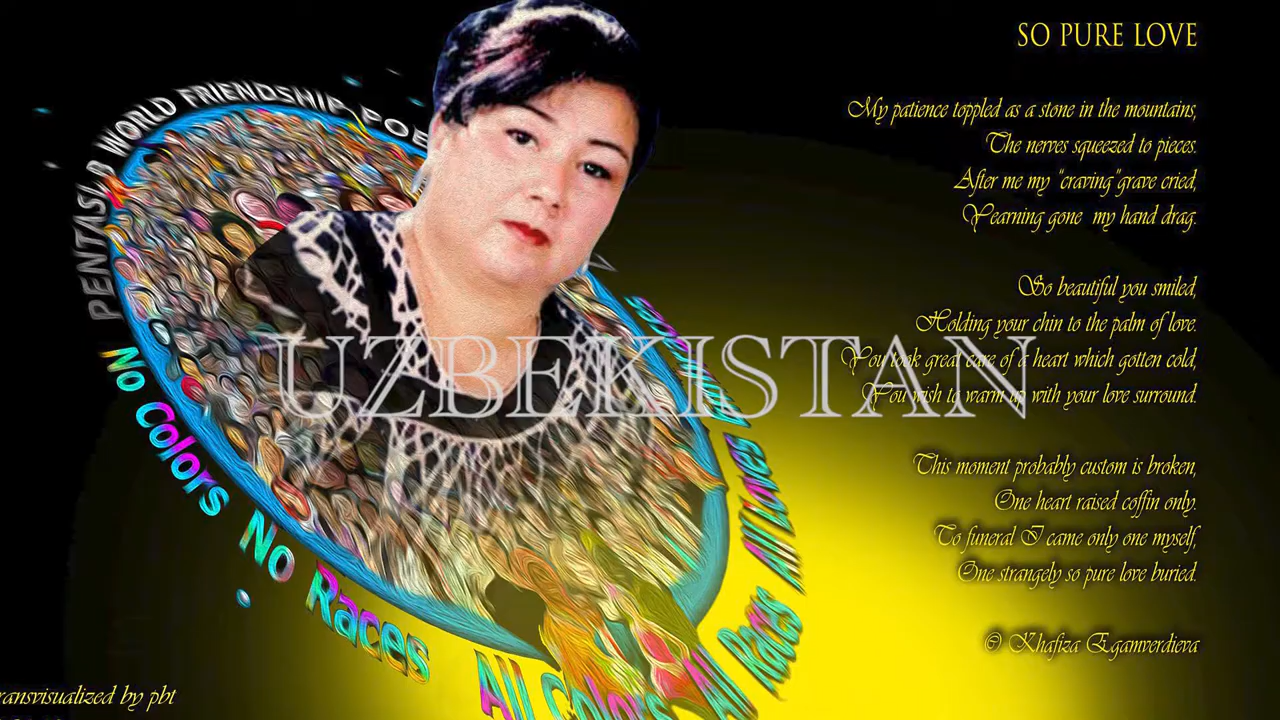 SO PURE LOVE
My patience toppled as a stone in the mountains,
The nerves squeezed to pieces.
After me my "craving"grave cried,
Yearning gone my hand drag.
So beautiful you smiled,
Holding your chin to the palm of love.
You took great care of a heart which gotten cold,
You wish to warm up with your love surround.
This moment probably custom is broken,
One heart raised coffin only.
To funeral I came only one myself,
One strangely so pure love buried.
© Khafiza Egamverdieva
UZBEKISTAN
PENTASI B WORLD FRIENDSHIP
No Colors No Races All Colors All Races All Loves
ransvisualized by pbt